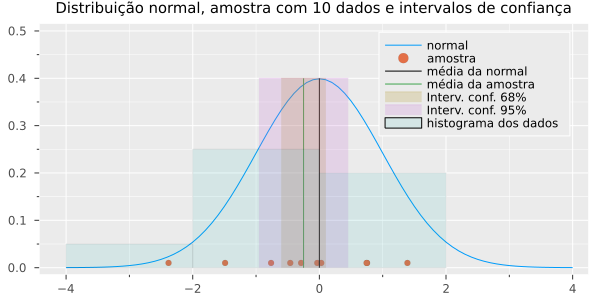 Distribuição normal, amostra com 10 dados e intervalos de confiança
0.5
0.4
0.3
0.2
0.1
0.0
−4
−2
0
2
4
normal
amostra
média da normal
média da amostra
Interv. conf. 68%
Interv. conf. 95%
histograma dos dados